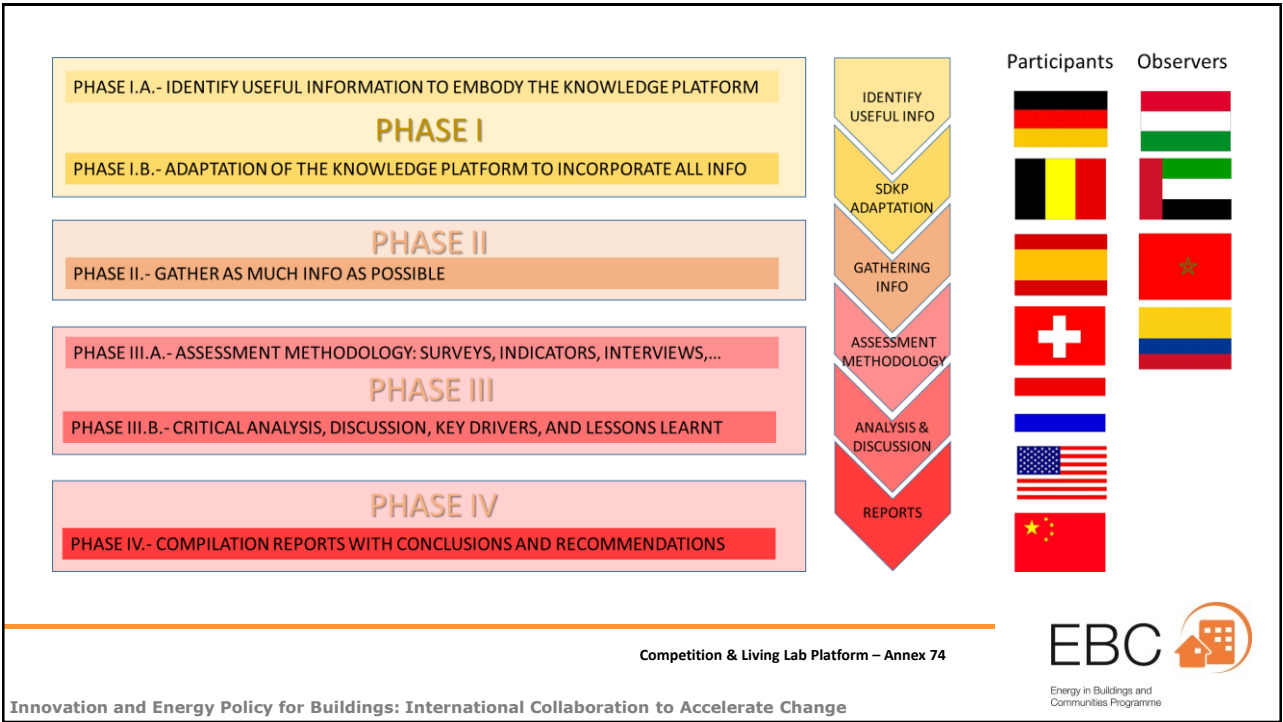 PHASE I.A.- IDENTIFY USEFUL INFORMATION TO EMBODY THE KNOWLEDGE PLATFORM
PHASE I
PHASE I.B.- ADAPTATION OF THE KNOWLEDGE PLATFORM TO INCORPORATE ALL INFO
PHASE II
PHASE II.- GATHER AS MUCH INFO AS POSSIBLE
PHASE III.A.- ASSESSMENT METHODOLOGY: SURVEYS, INDICATORS, INTERVIEWS,...
PHASE III
PHASE III.B.- CRITICAL ANALYSIS, DISCUSSION, KEY DRIVERS, AND LESSONS LEARNT
PHASE IV
PHASE IV.- COMPILATION REPORTS WITH CONCLUSIONS AND RECOMMENDATIONS
IDENTIFY
USEFUL INFO
SDKP
ADAPTATION
GATHERING
INFO
ASSESSMENT
METHODOLOGY
ANALYSIS &
DISCUSSION
REPORTS
Participants
Observers
Competition & Living Lab Platform – Annex 74
EBC
Energy in Buildings and
Communities Programme
Innovation and Energy Policy for Buildings: International Collaboration to Accelerate Change